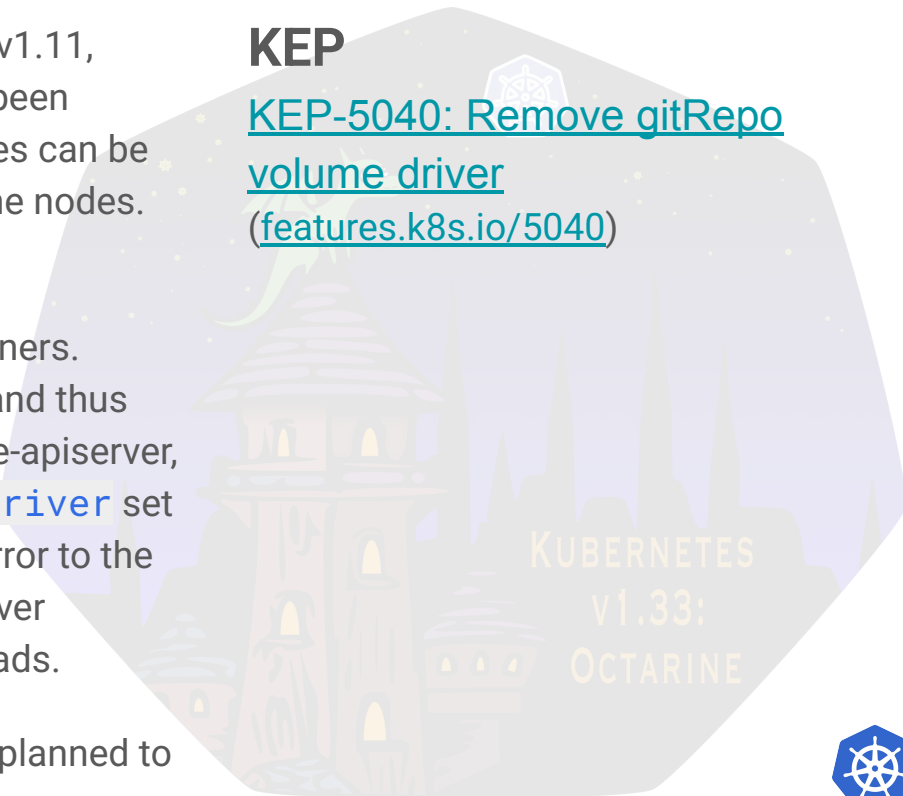 v1.11,
been
es can be
ne nodes.
ners.
and thus
e-apiserver,
river set
rror to the
ver
ads.
planned to
KEP
KEP-5040: Remove gitRepo
volume driver
(features.k8s.io/5040)
KUBERNETES
V1.33:
OCTARINE